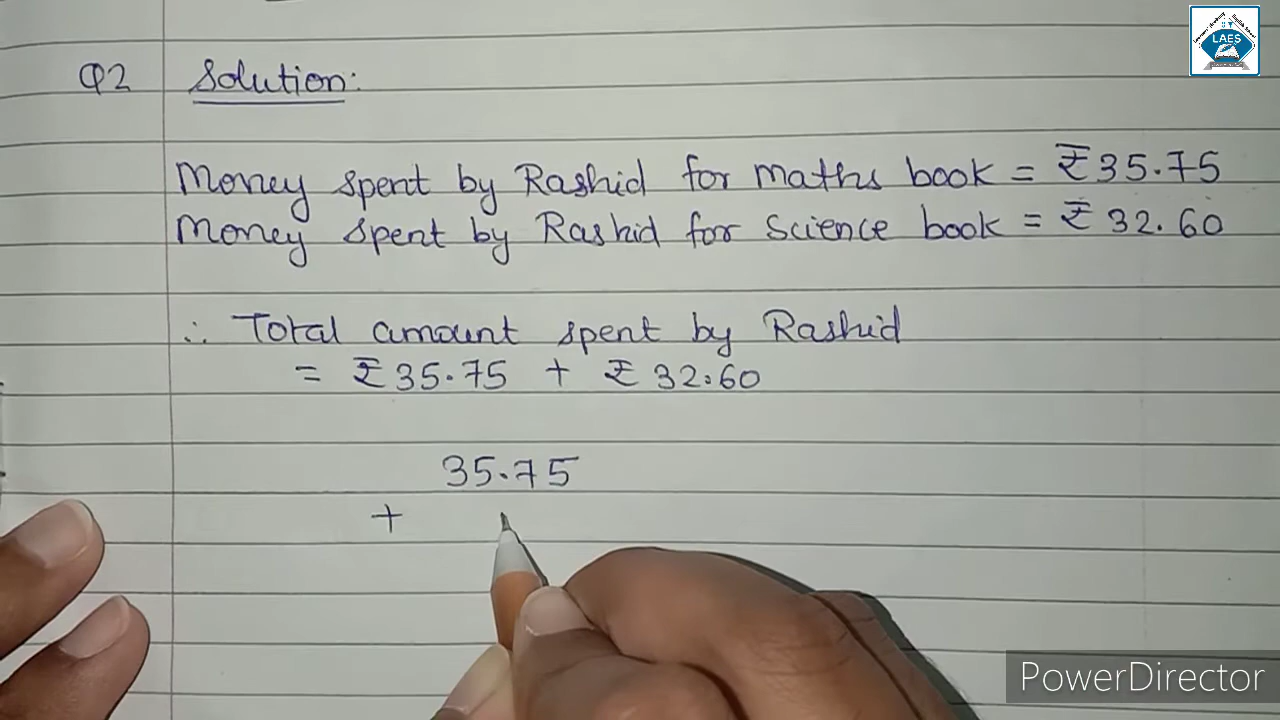 LAES
Q2 Solution:
Money spent by Rashid for maths book = ₹35.75
Money spent by Rashid for Science book = ₹ 32.60
∴ Total amount spent by Rashid
= ₹35.75 + ₹32.60
35.75
+
PowerDirector